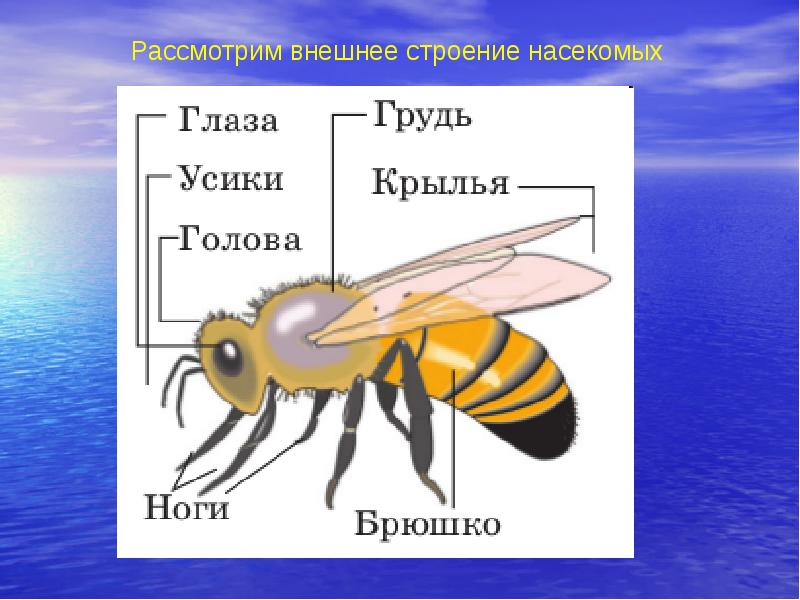 Рассмотрим внешнее строение насекомых
Глаза
Грудь
Усики
Крылья
Голова
Ноги
Брюшко